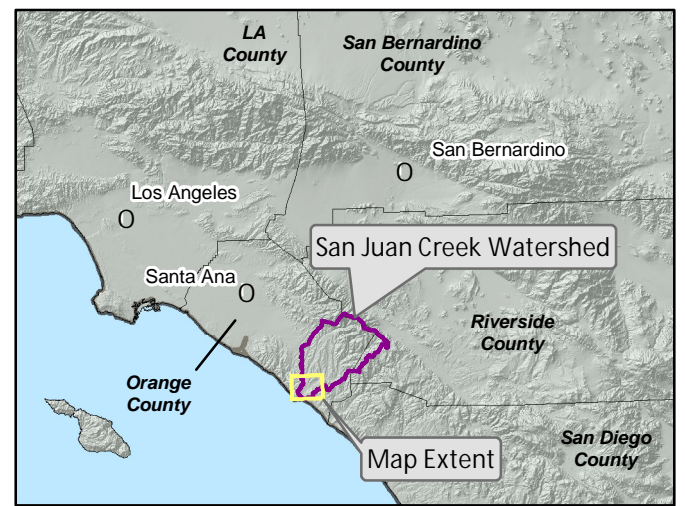 LA
County
San Bernardino
County
San Bernardino
Los Angeles
San Juan Creek Watershed
Santa Ana
Riverside
County
Orange
County
San Diego
County
Map Extent